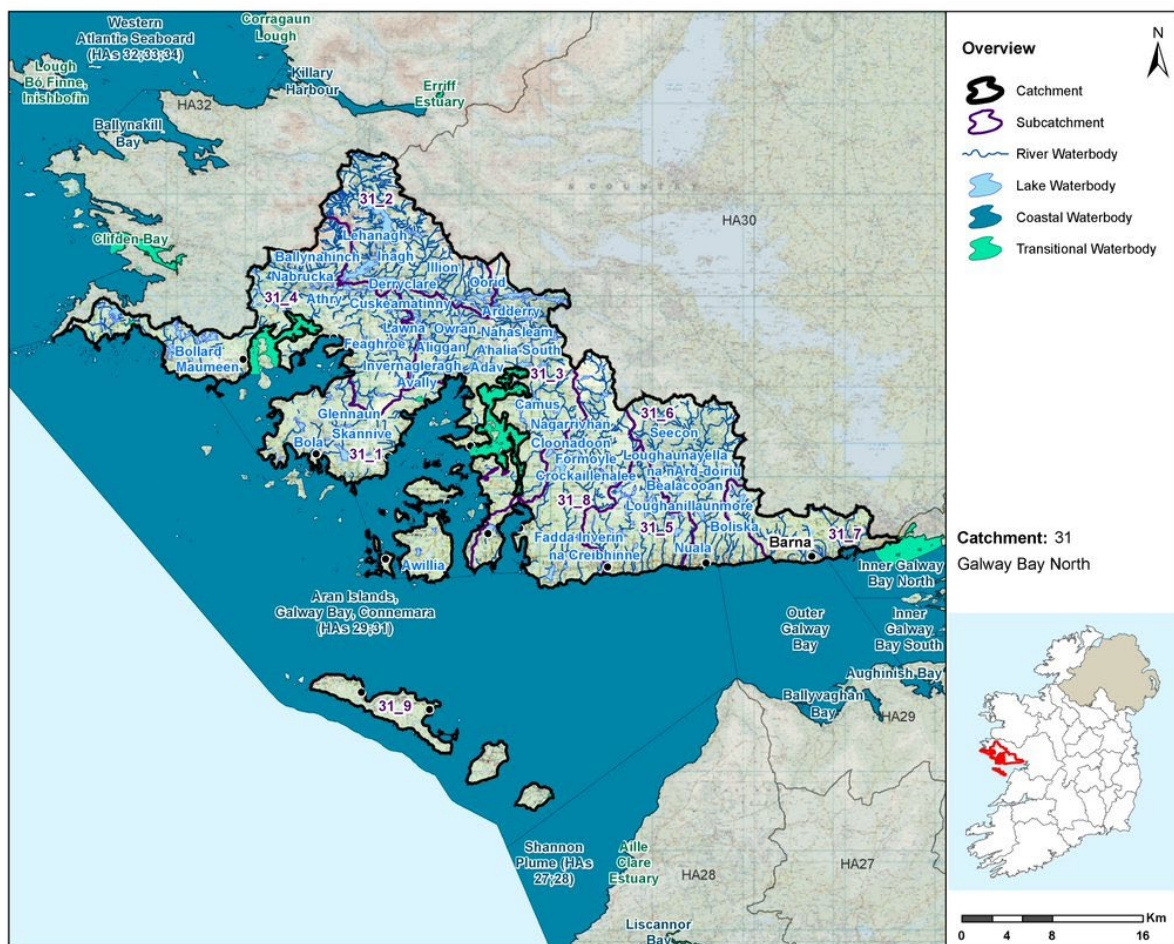 Western
Atlantic Seaboard
(HAs 32;33;34)
Corragaun
Lough
Lough
Bó Finne,
Inishbofin
Killary
Harbour
Erriff
Estuary
HA32
Ballynakill
Bay
Clifden Bay
HA30
31_2
Lehanagh
Ballynahinch
Inagh
Illion
Nabrucka
Derryclare
Corid
31_4
Athry
Cuskeamatinny
Ardderry
Lawna
Owran
Nahasleam
Bollard
Feaghroe
Aliggan
Ahalia South
Maumeen
Invernagleragh
Aday
31_3
Avally
Camus
Glennaun
31_6
Skannive
Nagarrivhan
Seecon
Bola
Cloonadoon
Loughaunayella
31_1
Formoyle
na nArd-doiriu
Crockaillenalee
Bealacooan
31_8
Loughanillaunmore
31_5
Boliska
Fadda
Inverin
Barna
31_7
na Creibhinne
Nuala
Awillia
Inner Galway
Bay North
Aran Islands,
Galway Bay, Connemara
(HAs 29;31)
Outer
Galway
Bay
Inner
Galway
Bay South
Aughinish Bay
Ballyvaghan
Bay
HA29
31_9
Shannon
Plume (HAs
27;28)
Aille
Clare
Estuary
HA28
HA27
Liscannor
Bay
Overview
N
Catchment
Subcatchment
River Waterbody
Lake Waterbody
Coastal Waterbody
Transitional Waterbody
Catchment: 31
Galway Bay North
Km
0 4 8 16